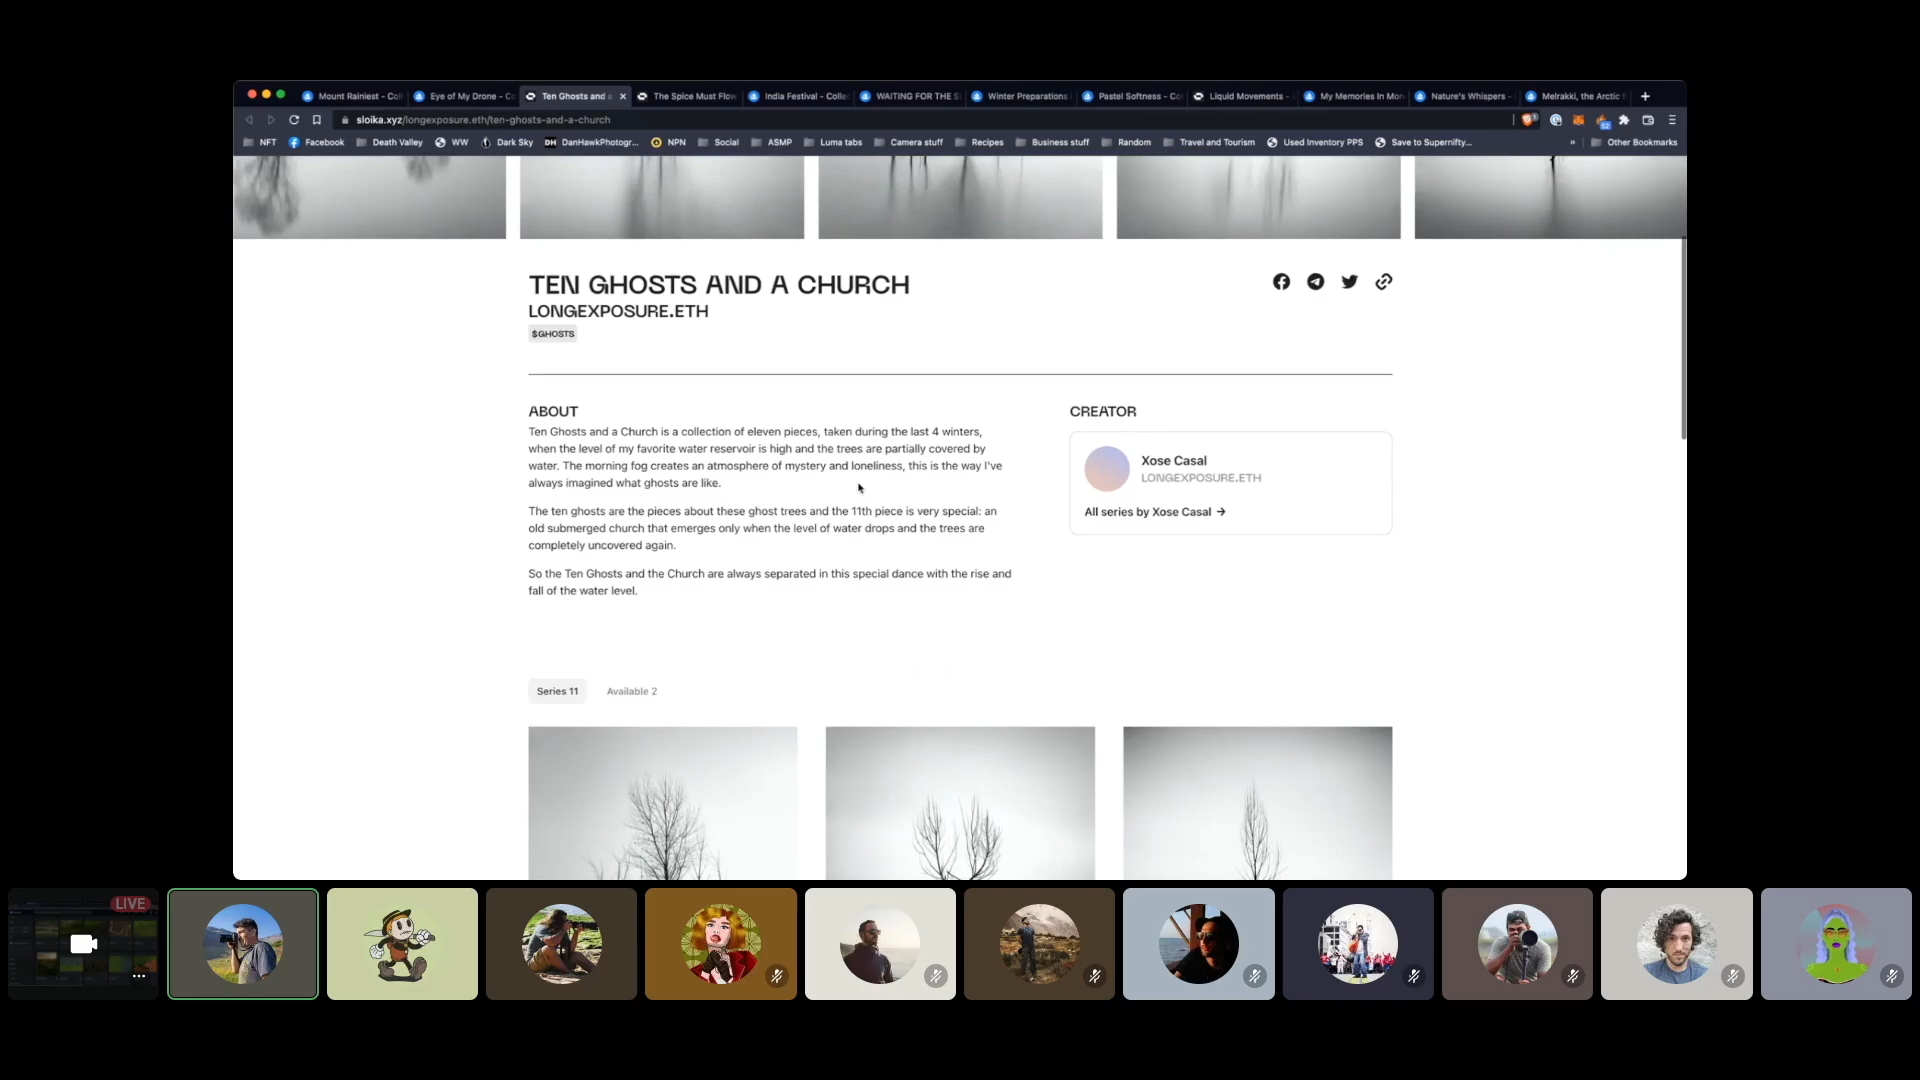 Mount Rainiest - Col
Eye of My Drone - Co
Ten Ghosts and a
The Spice Must Flow
India Festival - Colle
WAITING FOR THE S
Winter Preparations
Pastel Softness - Co
Liquid Movements -
My Memories In Mon
Nature's Whispers -
Melrakki, the Arctic
sloika.xyz/longexposure.eth/ten-ghosts-and-a-church
NFT
Facebook
Death Valley
WW
Dark Sky
DH DanHawkPhotogr...
NPN
Social
ASMP
Luma tabs
Camera stuff
Recipes
Business stuff
Random
Travel and Tourism
Used Inventory PPS
Save to Supernifty...
»
Other Bookmarks
TEN GHOSTS AND A CHURCH
LONGEXPOSURE.ETH
$GHOSTS
ABOUT
Ten Ghosts and a Church is a collection of eleven pieces, taken during the last 4 winters,
when the level of my favorite water reservoir is high and the trees are partially covered by
water. The morning fog creates an atmosphere of mystery and loneliness, this is the way I've
always imagined what ghosts are like.
The ten ghosts are the pieces about these ghost trees and the 11th piece is very special: an
old submerged church that emerges only when the level of water drops and the trees are
completely uncovered again.
So the Ten Ghosts and the Church are always separated in this special dance with the rise and
fall of the water level.
CREATOR
Xose Casal
LONGEXPOSURE.ETH
All series by Xose Casal →
Series 11
Available 2
LIVE